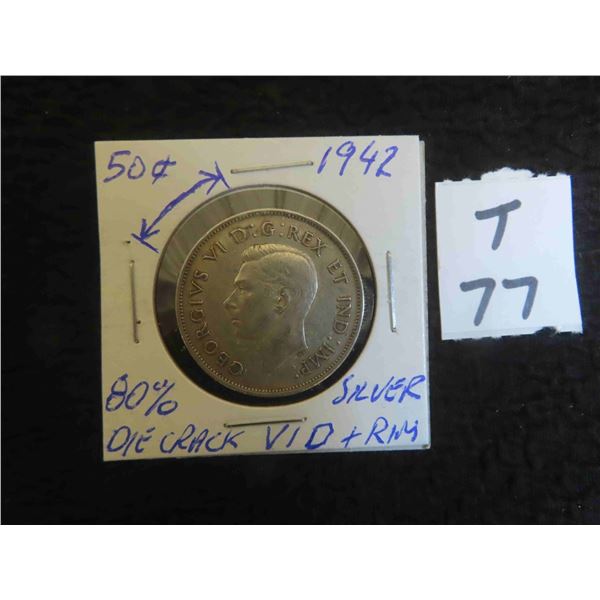 50¢ 1942
GEORGIVS VI D:G:REX ET IND:IMP:
80% SILVER
DIE CRACK VI D + RIM
T
77